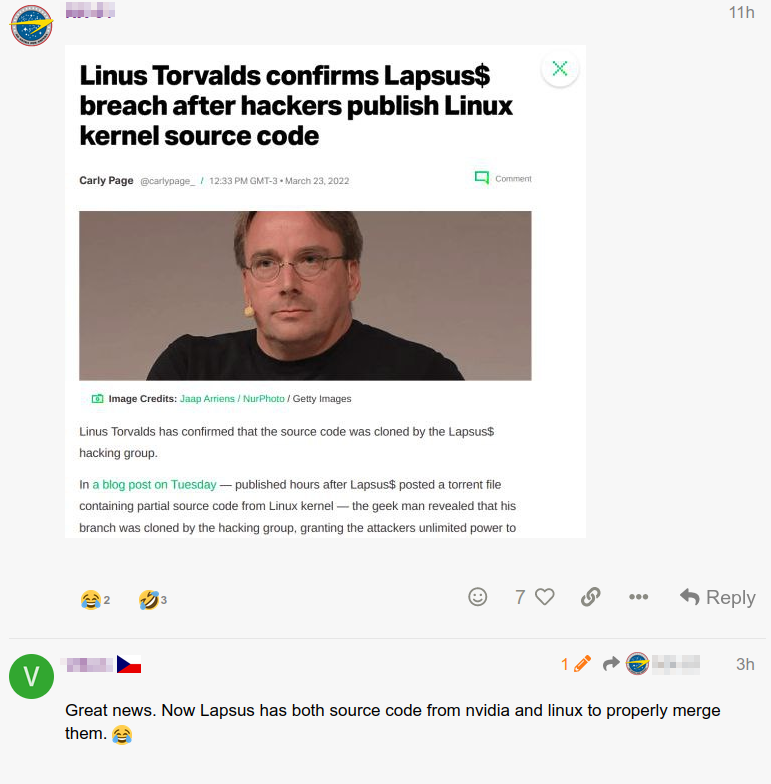 11h
Linus Torvalds confirms Lapsus$
breach after hackers publish Linux
kernel source code
Carly Page @carlypage_ / 12:33 PM GMT-3 • March 23, 2022
Comment
Image Credits: Jaap Arriens / NurPhoto / Getty Images
Linus Torvalds has confirmed that the source code was cloned by the Lapsus$
hacking group.
In a blog post on Tuesday — published hours after Lapsus$ posted a torrent file
containing partial source code from Linux kernel — the geek man revealed that his
branch was cloned by the hacking group, granting the attackers unlimited power to
😂 2 🤣 3 7 Reply
V
1 3h
Great news. Now Lapsus has both source code from nvidia and linux to properly merge
them. 😂